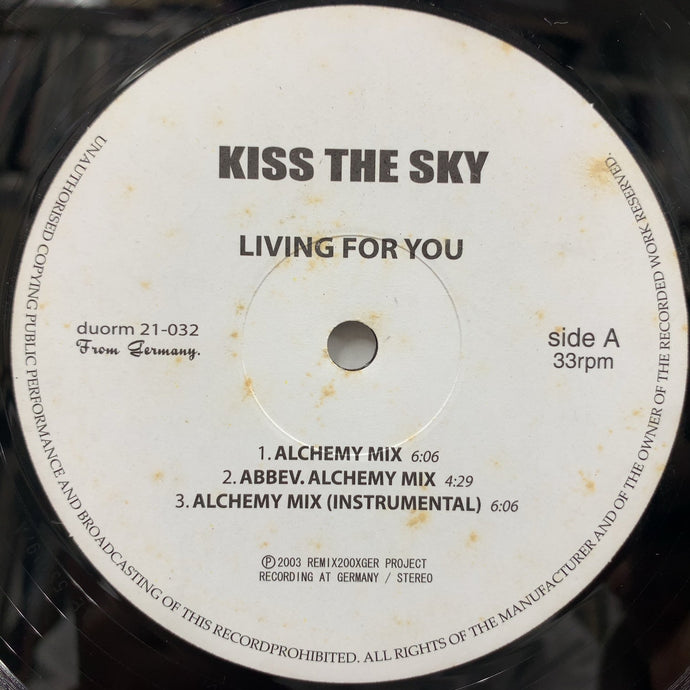 KISS THE SKY
LIVING FOR YOU
duorm 21-032
From Germany.
side A
33rpm
1. ALCHEMY MIX 6:06
2. ABBEV. ALCHEMY MIX 4:29
3. ALCHEMY MIX (INSTRUMENTAL) 6:06
Ⓟ 2003 REMIX200XGER PROJECT
RECORDING AT GERMANY / STEREO
UNAUTHORISED COPYING PUBLIC PERFORMANCE AND BROADCASTING OF THIS RECORDPROHIBITED. ALL RIGHTS OF THE MANUFACTURER AND OF THE OWNER OF THE RECORDED WORK RESERVED.